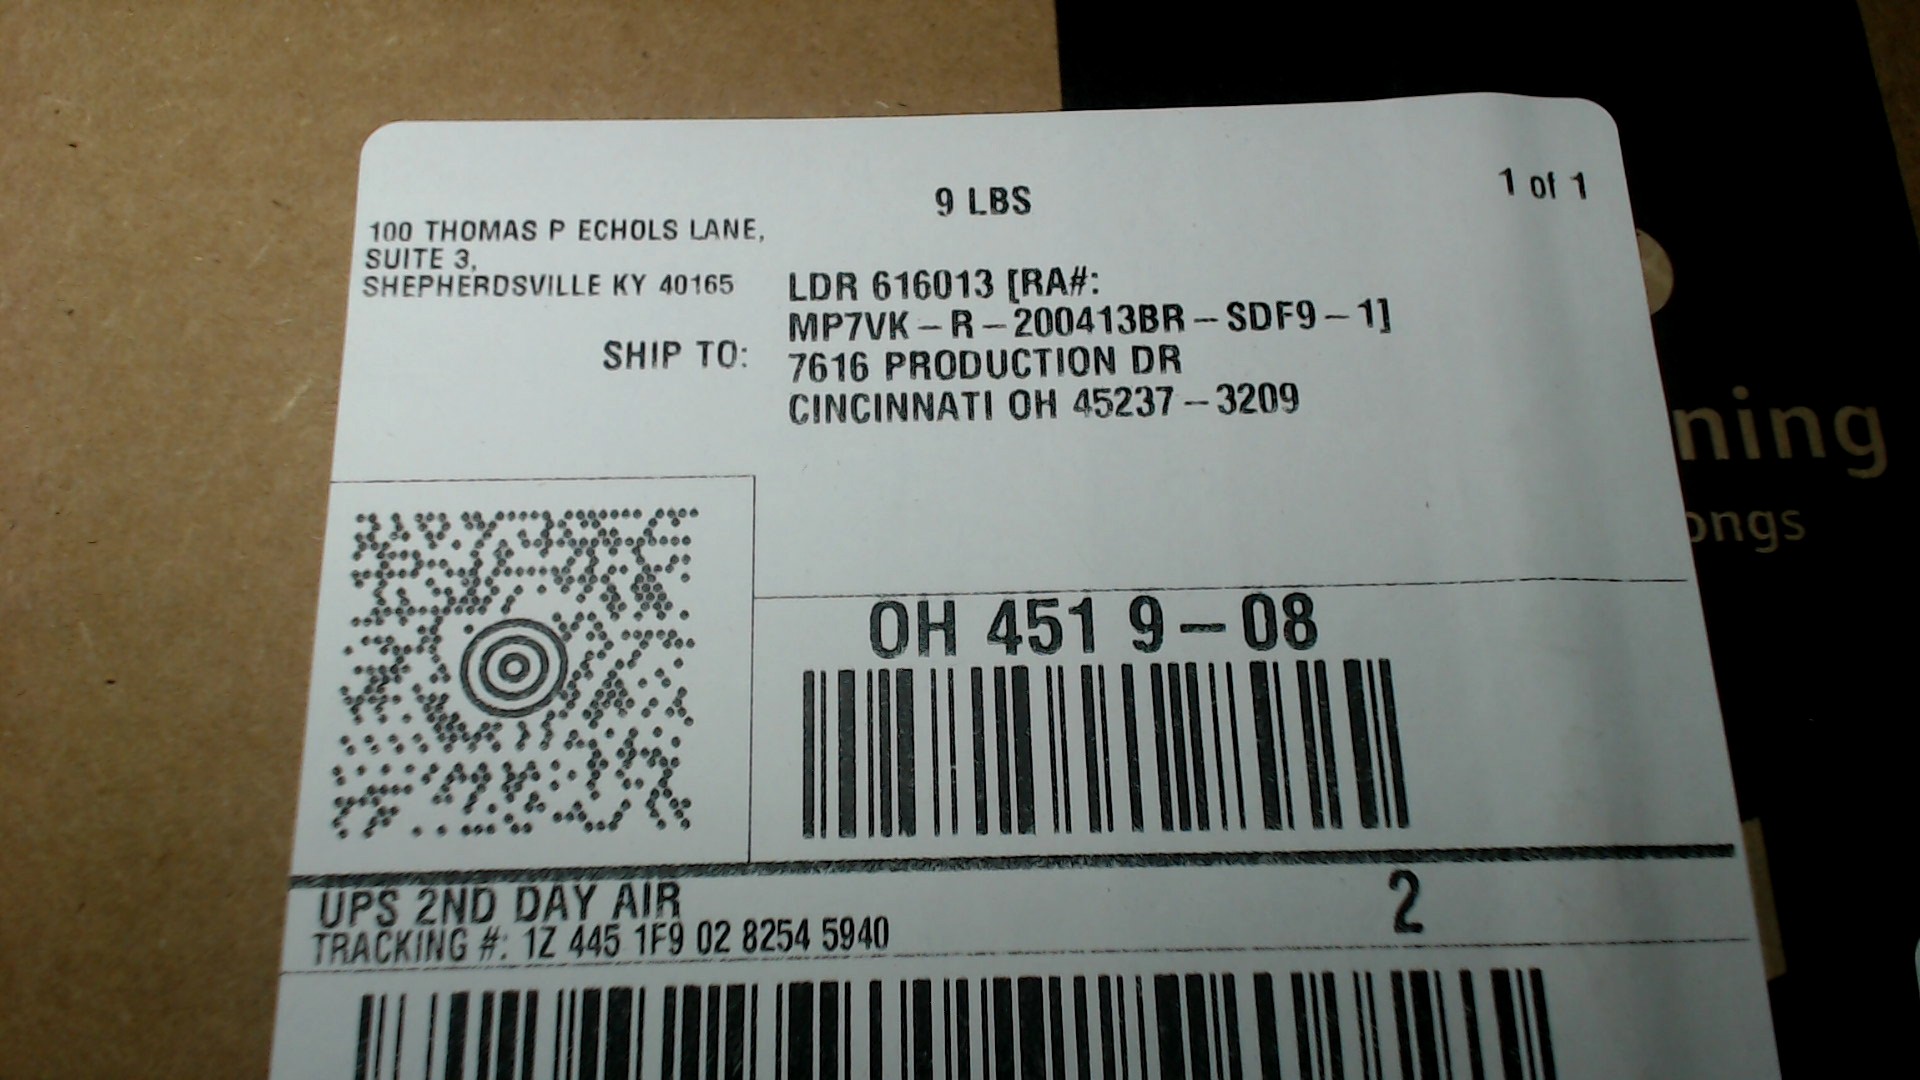 9 LBS
1 of 1
100 THOMAS P ECHOLS LANE,
SUITE 3,
SHEPHERDSVILLE KY 40165
SHIP TO:
LDR 616013 [RA#:
MP7VK-R-200413BR-SDF9-1]
7616 PRODUCTION DR
CINCINNATI OH 45237-3209
ning
ongs
OH 451 9-08
UPS 2ND DAY AIR
2
TRACKING #: 1Z 445 1F9 02 8254 5940